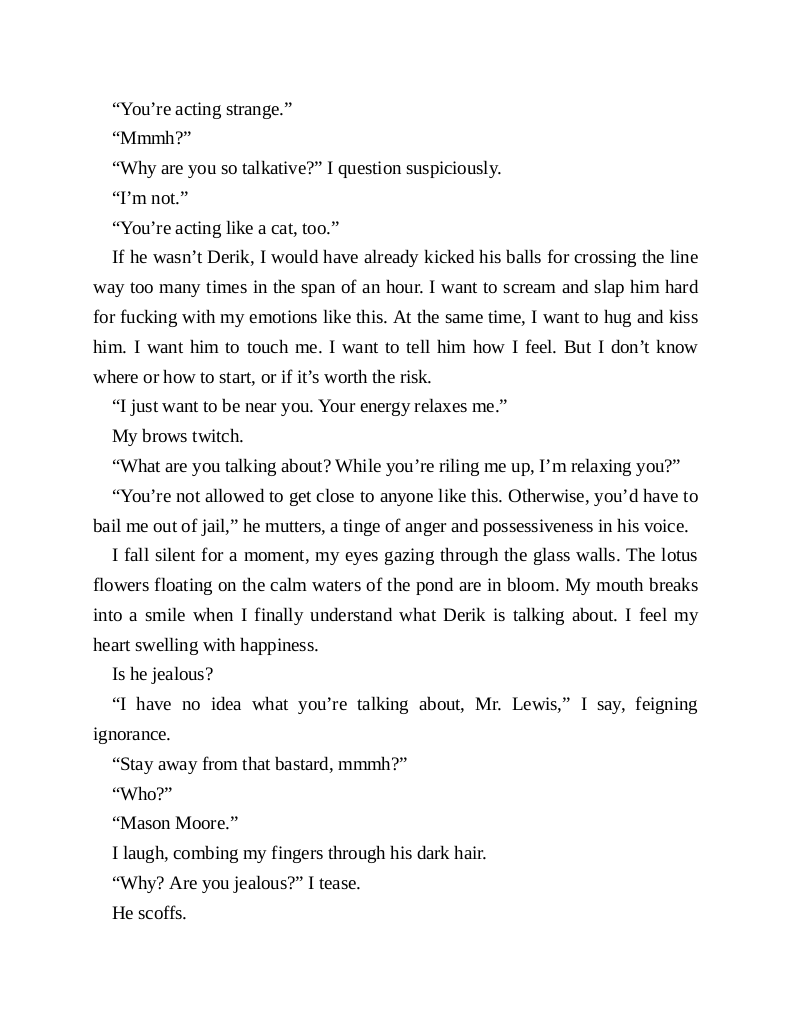 “You’re acting strange.”
“Mmmh?”
“Why are you so talkative?” I question suspiciously.
“I’m not.”
“You’re acting like a cat, too.”
If he wasn’t Derik, I would have already kicked his balls for crossing the line
way too many times in the span of an hour. I want to scream and slap him hard
for fucking with my emotions like this. At the same time, I want to hug and kiss
him. I want him to touch me. I want to tell him how I feel. But I don’t know
where or how to start, or if it’s worth the risk.
“I just want to be near you. Your energy relaxes me.”
My brows twitch.
“What are you talking about? While you’re riling me up, I’m relaxing you?”
“You’re not allowed to get close to anyone like this. Otherwise, you’d have to
bail me out of jail,” he mutters, a tinge of anger and possessiveness in his voice.
I fall silent for a moment, my eyes gazing through the glass walls. The lotus
flowers floating on the calm waters of the pond are in bloom. My mouth breaks
into a smile when I finally understand what Derik is talking about. I feel my
heart swelling with happiness.
Is he jealous?
“I have no idea what you’re talking about, Mr. Lewis,” I say, feigning
ignorance.
“Stay away from that bastard, mmmh?”
“Who?”
“Mason Moore.”
I laugh, combing my fingers through his dark hair.
“Why? Are you jealous?” I tease.
He scoffs.